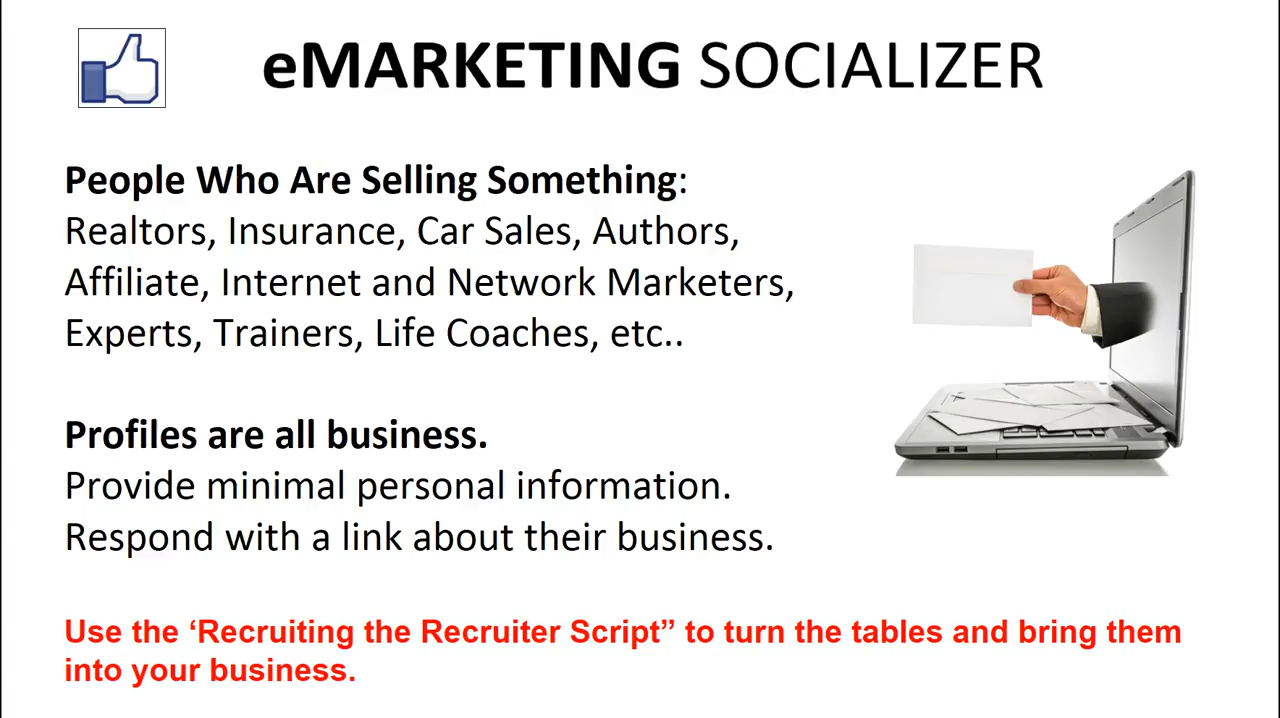 eMARKETING SOCIALIZER
People Who Are Selling Something:
Realtors, Insurance, Car Sales, Authors,
Affiliate, Internet and Network Marketers,
Experts, Trainers, Life Coaches, etc..
Profiles are all business.
Provide minimal personal information.
Respond with a link about their business.
Use the ‘Recruiting the Recruiter Script” to turn the tables and bring them
into your business.